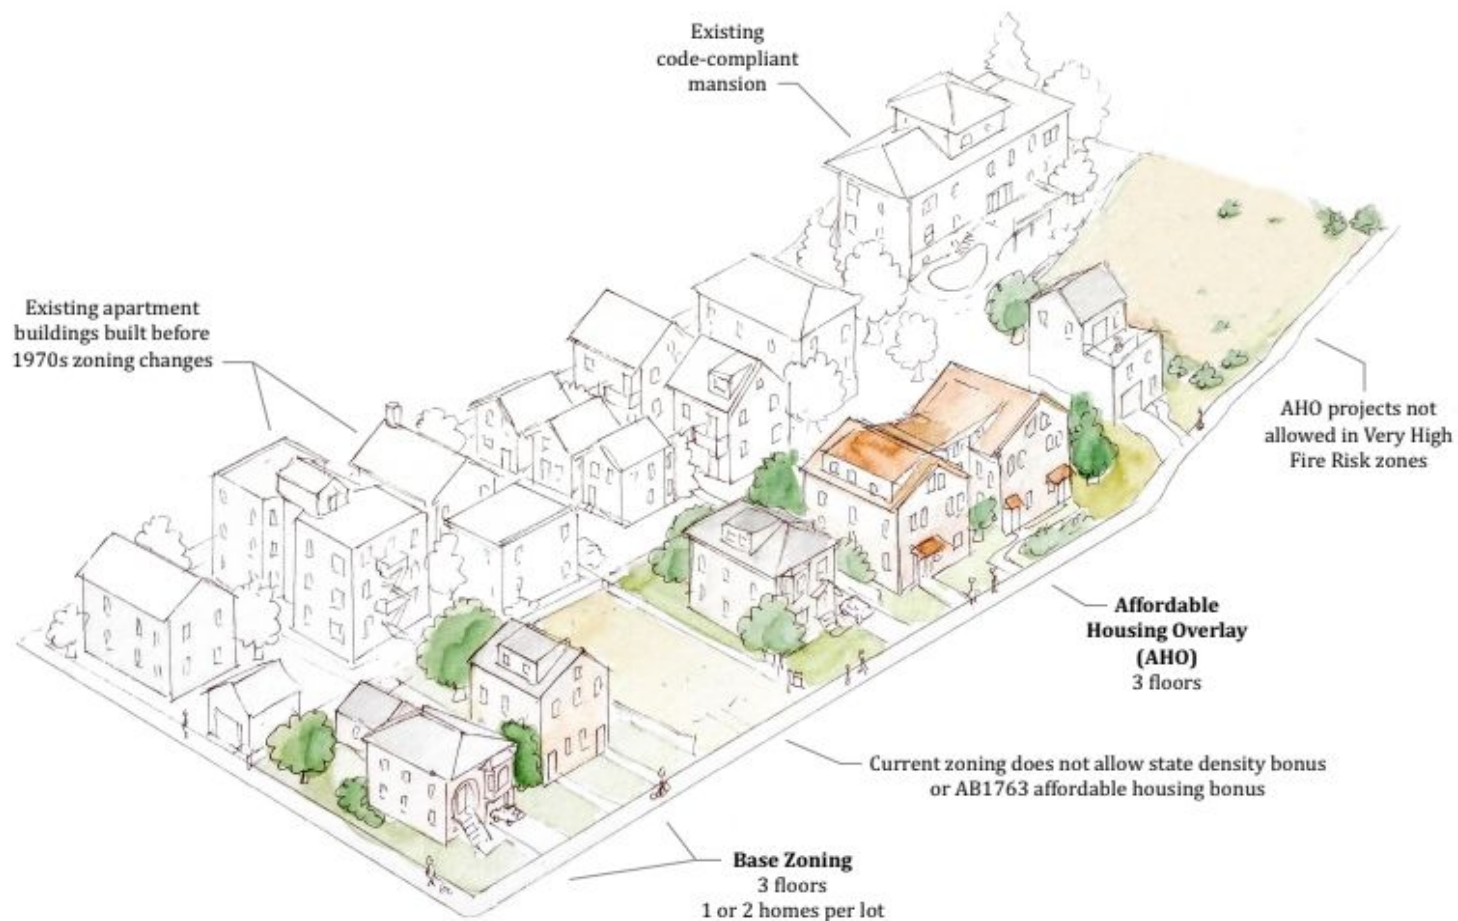 Existing
code-compliant
mansion
Existing apartment
buildings built before
1970s zoning changes
AHO projects not
allowed in Very High
Fire Risk zones
Affordable
Housing Overlay
(AHO)
3 floors
Current zoning does not allow state density bonus
or AB1763 affordable housing bonus
Base Zoning
3 floors
1 or 2 homes per lot